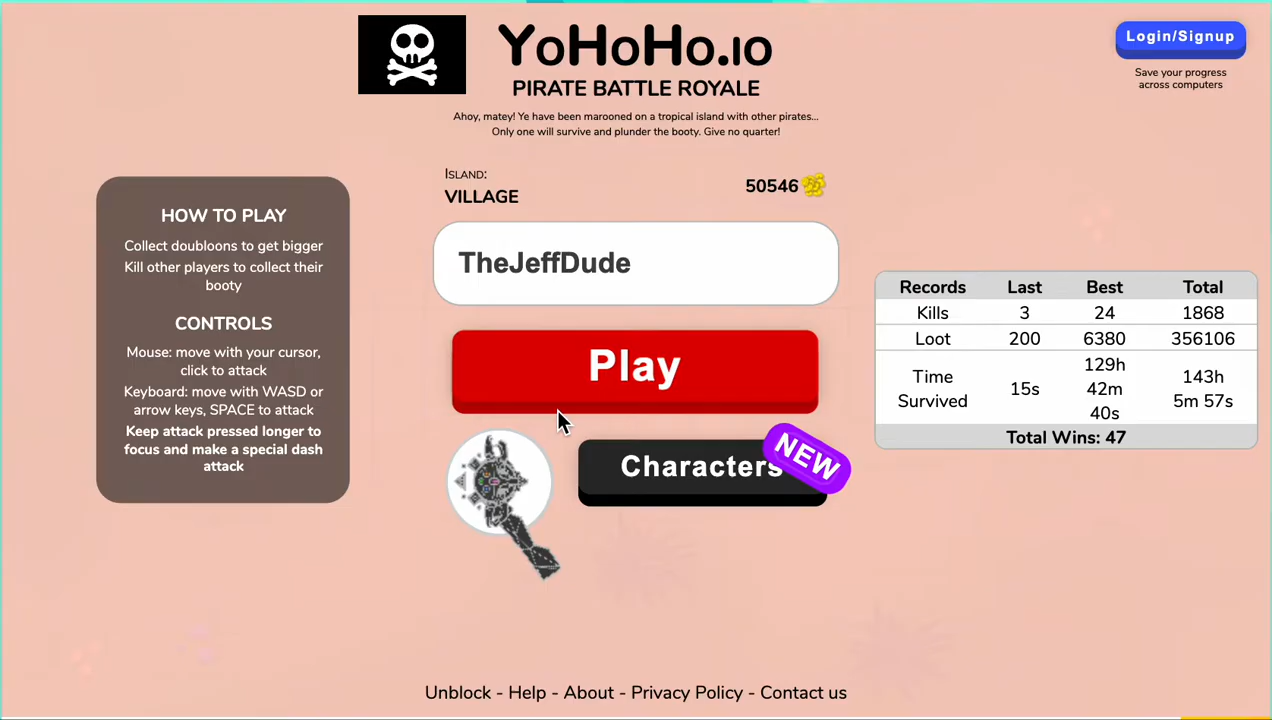 YoHoHo.io
PIRATE BATTLE ROYALE
Login/Signup
Save your progress
across computers
Ahoy, matey! Ye have been marooned on a tropical island with other pirates...
Only one will survive and plunder the booty. Give no quarter!
Island:
VILLAGE
50546
TheJeffDude
Play
Characters
NEW
HOW TO PLAY
Collect doubloons to get bigger
Kill other players to collect their
booty
CONTROLS
Mouse: move with your cursor,
click to attack
Keyboard: move with WASD or
arrow keys, SPACE to attack
Keep attack pressed longer to
focus and make a special dash
attack
Records Last Best Total
Kills 3 24 1868
Loot 200 6380 356106
Time Survived 15s 129h 42m 40s 143h 5m 57s
Total Wins: 47
Unblock - Help - About - Privacy Policy - Contact us